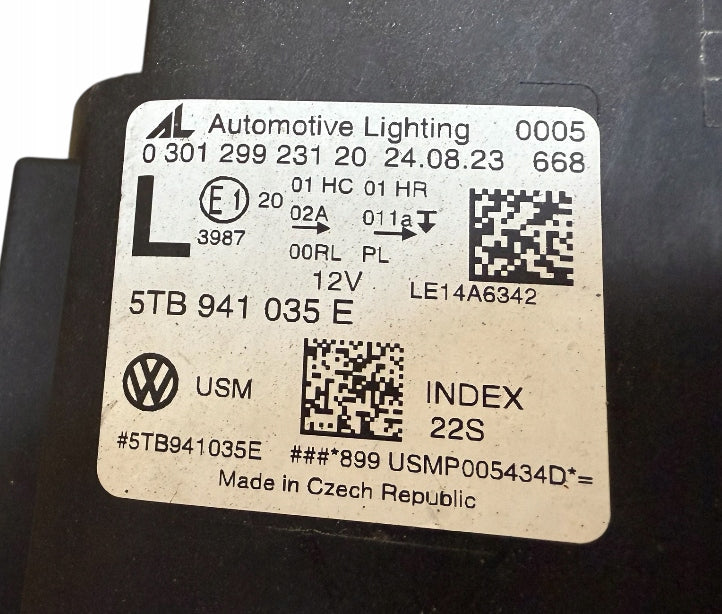 AL Automotive Lighting 0005
0 301 299 231 20 24.08.23 668
L E1 20 01 HC 01 HR
3987 02A 011a
00RL PL
12V LE14A6342
5TB 941 035 E
VW USM INDEX
22S
#5TB941035E ###*899 USMP005434D*=
Made in Czech Republic